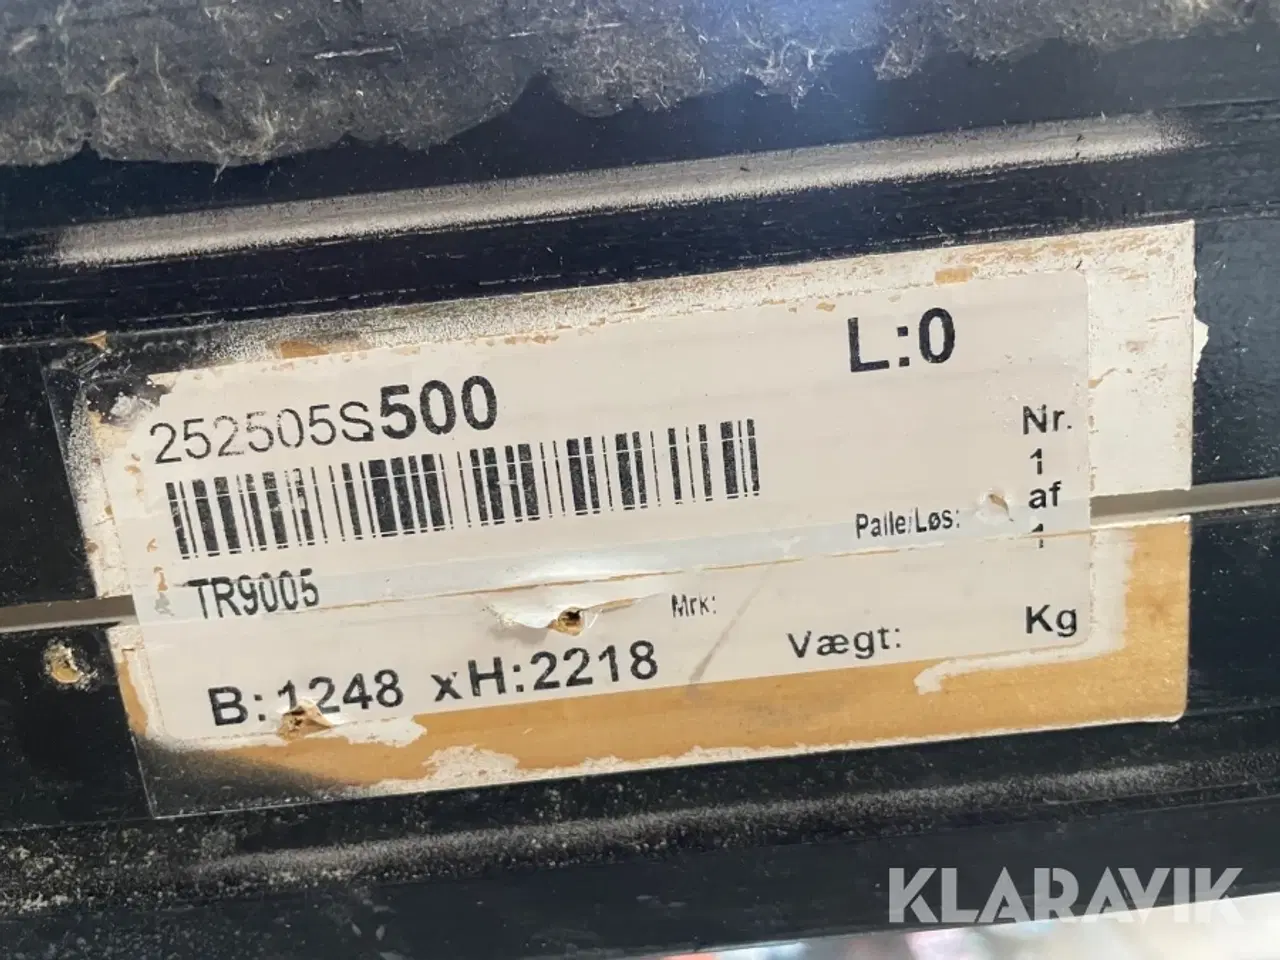 L:0
252505S500
Nr.
1
af
1
Palle/Løs:
TR9005
Mrk:
Vægt: Kg
B:1248 xH:2218
KLARAVIK